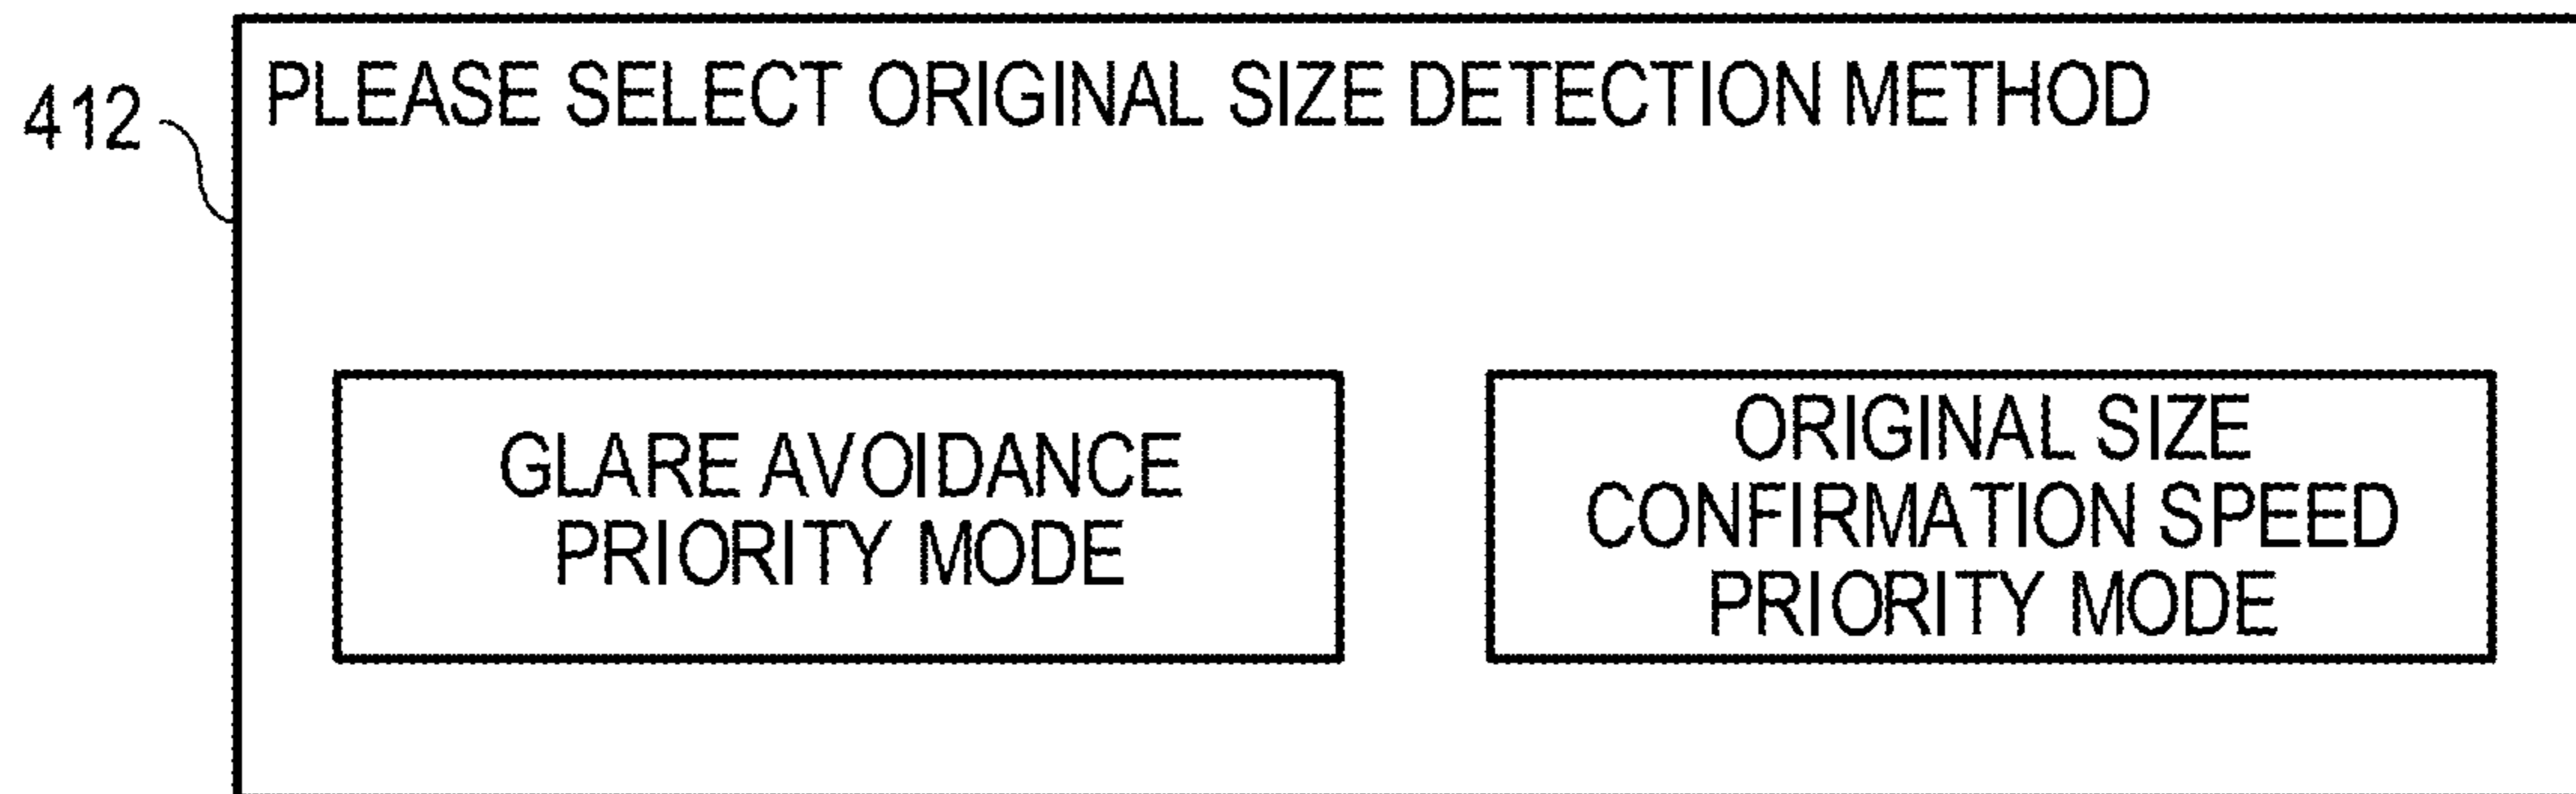 PLEASE SELECT ORIGINAL SIZE DETECTION METHOD
412
GLARE AVOIDANCE
PRIORITY MODE
ORIGINAL SIZE
CONFIRMATION SPEED
PRIORITY MODE